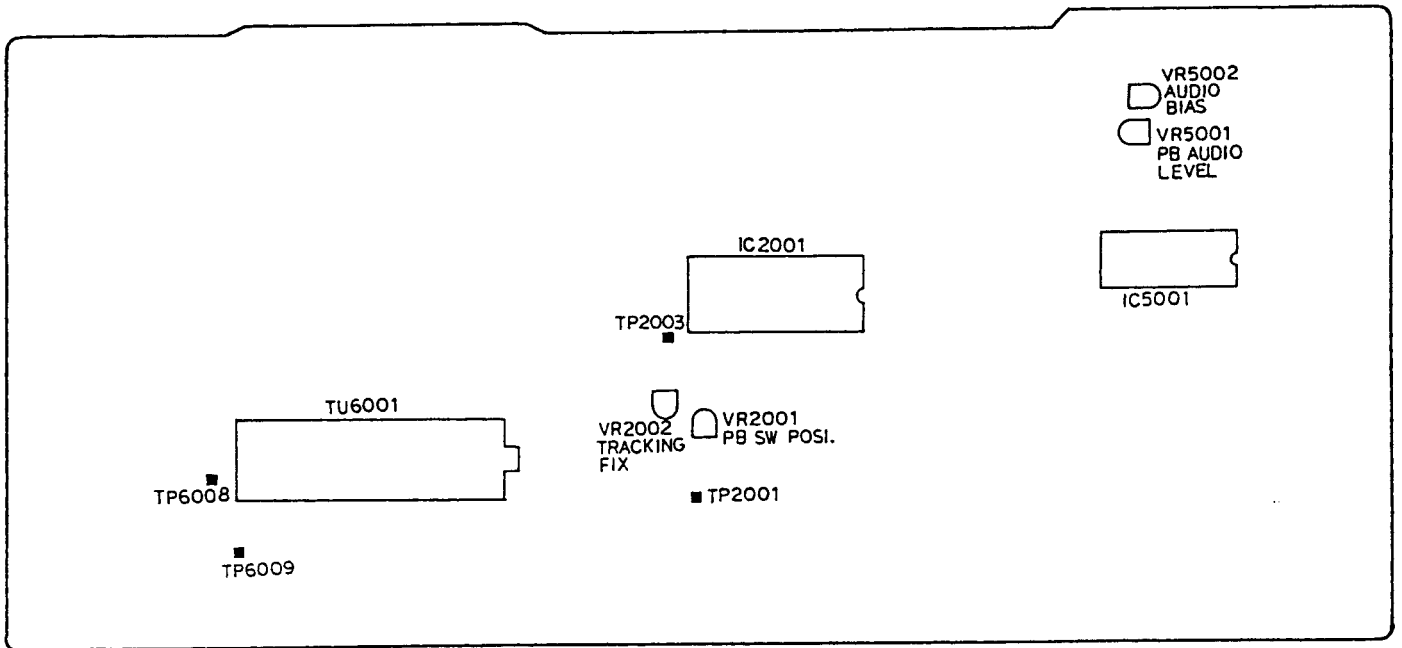 VR5002
AUDIO
BIAS
VR5001
PB AUDIO
LEVEL
IC2001
IC5001
TP2003
TU6001
VR2002
TRACKING
FIX
VR2001
PB SW POSI.
TP6008
TP2001
TP6009